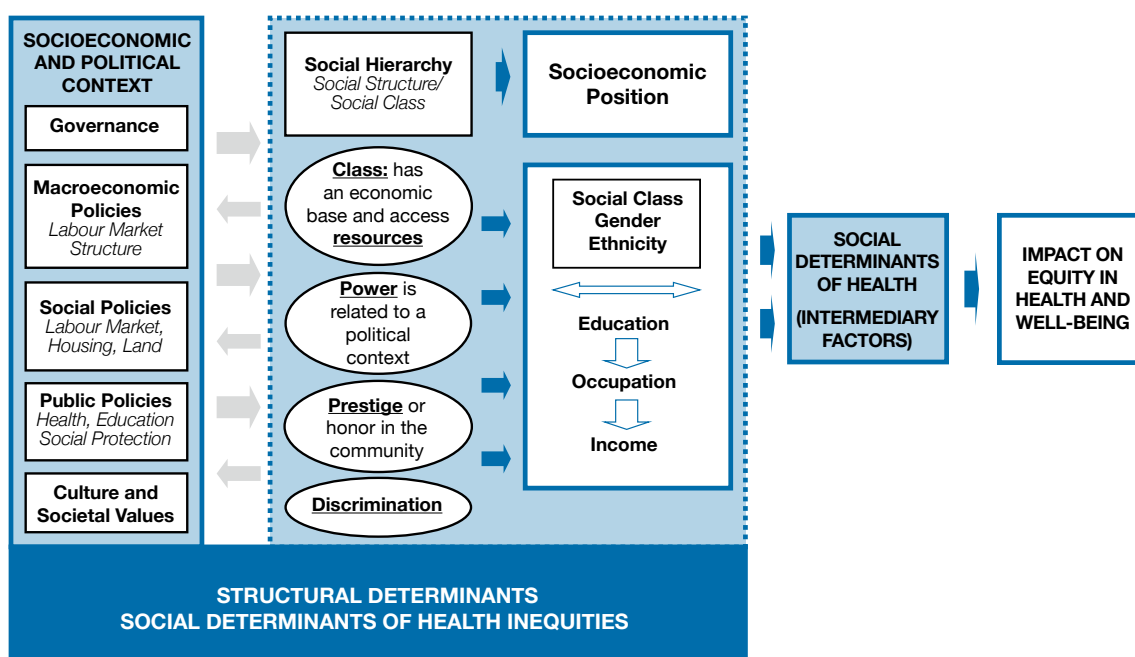 SOCIOECONOMIC
AND POLITICAL
CONTEXT
Governance
Macroeconomic
Policies
Labour Market
Structure
Social Policies
Labour Market,
Housing, Land
Public Policies
Health, Education
Social Protection
Culture and
Societal Values
Social Hierarchy
Social Structure/
Social Class
Class: has
an economic
base and access
resources
Power is
related to a
political
context
Prestige or
honor in the
community
Discrimination
Socioeconomic
Position
Social Class
Gender
Ethnicity
Education
Occupation
Income
SOCIAL
DETERMINANTS
OF HEALTH
(INTERMEDIARY
FACTORS)
IMPACT ON
EQUITY IN
HEALTH AND
WELL-BEING
STRUCTURAL DETERMINANTS
SOCIAL DETERMINANTS OF HEALTH INEQUITIES